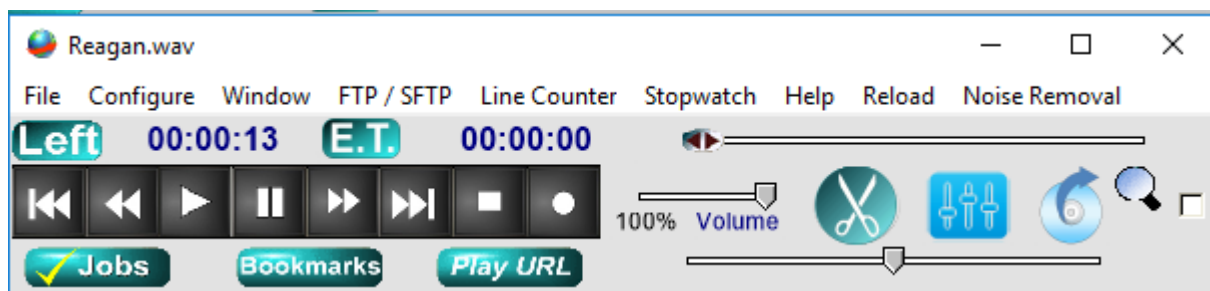 Reagan.wav
File Configure Window FTP / SFTP Line Counter Stopwatch Help Reload Noise Removal
Left 00:00:13 E.T. 00:00:00
100% Volume
Jobs Bookmarks Play URL